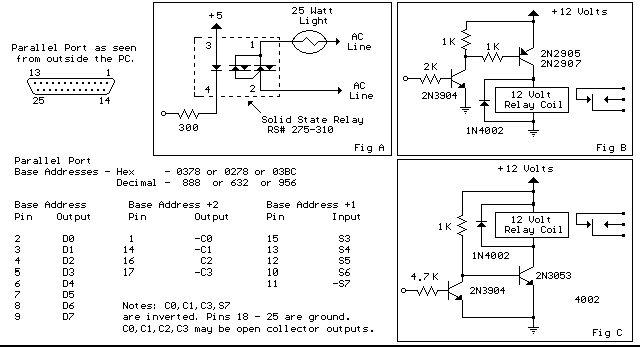 Parallel Port as seen
from outside the PC.
13 1
25 14
+5
25 Watt
Light
AC
Line
3 1
4 2
AC
Line
300
Solid State Relay
RS# 275-310
Fig A
+12 Volts
1K
1K
2N2905
2N2907
2K
2N3904
12 Volt
Relay Coil
1N4002
Fig B
Parallel Port
Base Addresses - Hex - 0378 or 0278 or 03BC
Decimal - 888 or 632 or 956
Base Address Base Address +2 Base Address +1
Pin Output Pin Output Pin Input
2 D0 1 -C0 15 S3
3 D1 14 -C1 13 S4
4 D2 16 C2 12 S5
5 D3 17 -C3 10 S6
6 D4 11 -S7
7 D5
8 D6 Notes: C0,C1,C3,S7
9 D7 are inverted. Pins 18 - 25 are ground.
C0,C1,C2,C3 may be open collector outputs.
+12 Volts
1K
12 Volt
Relay Coil
1N4002
4.7K
2N3904
2N3053
4002
Fig C